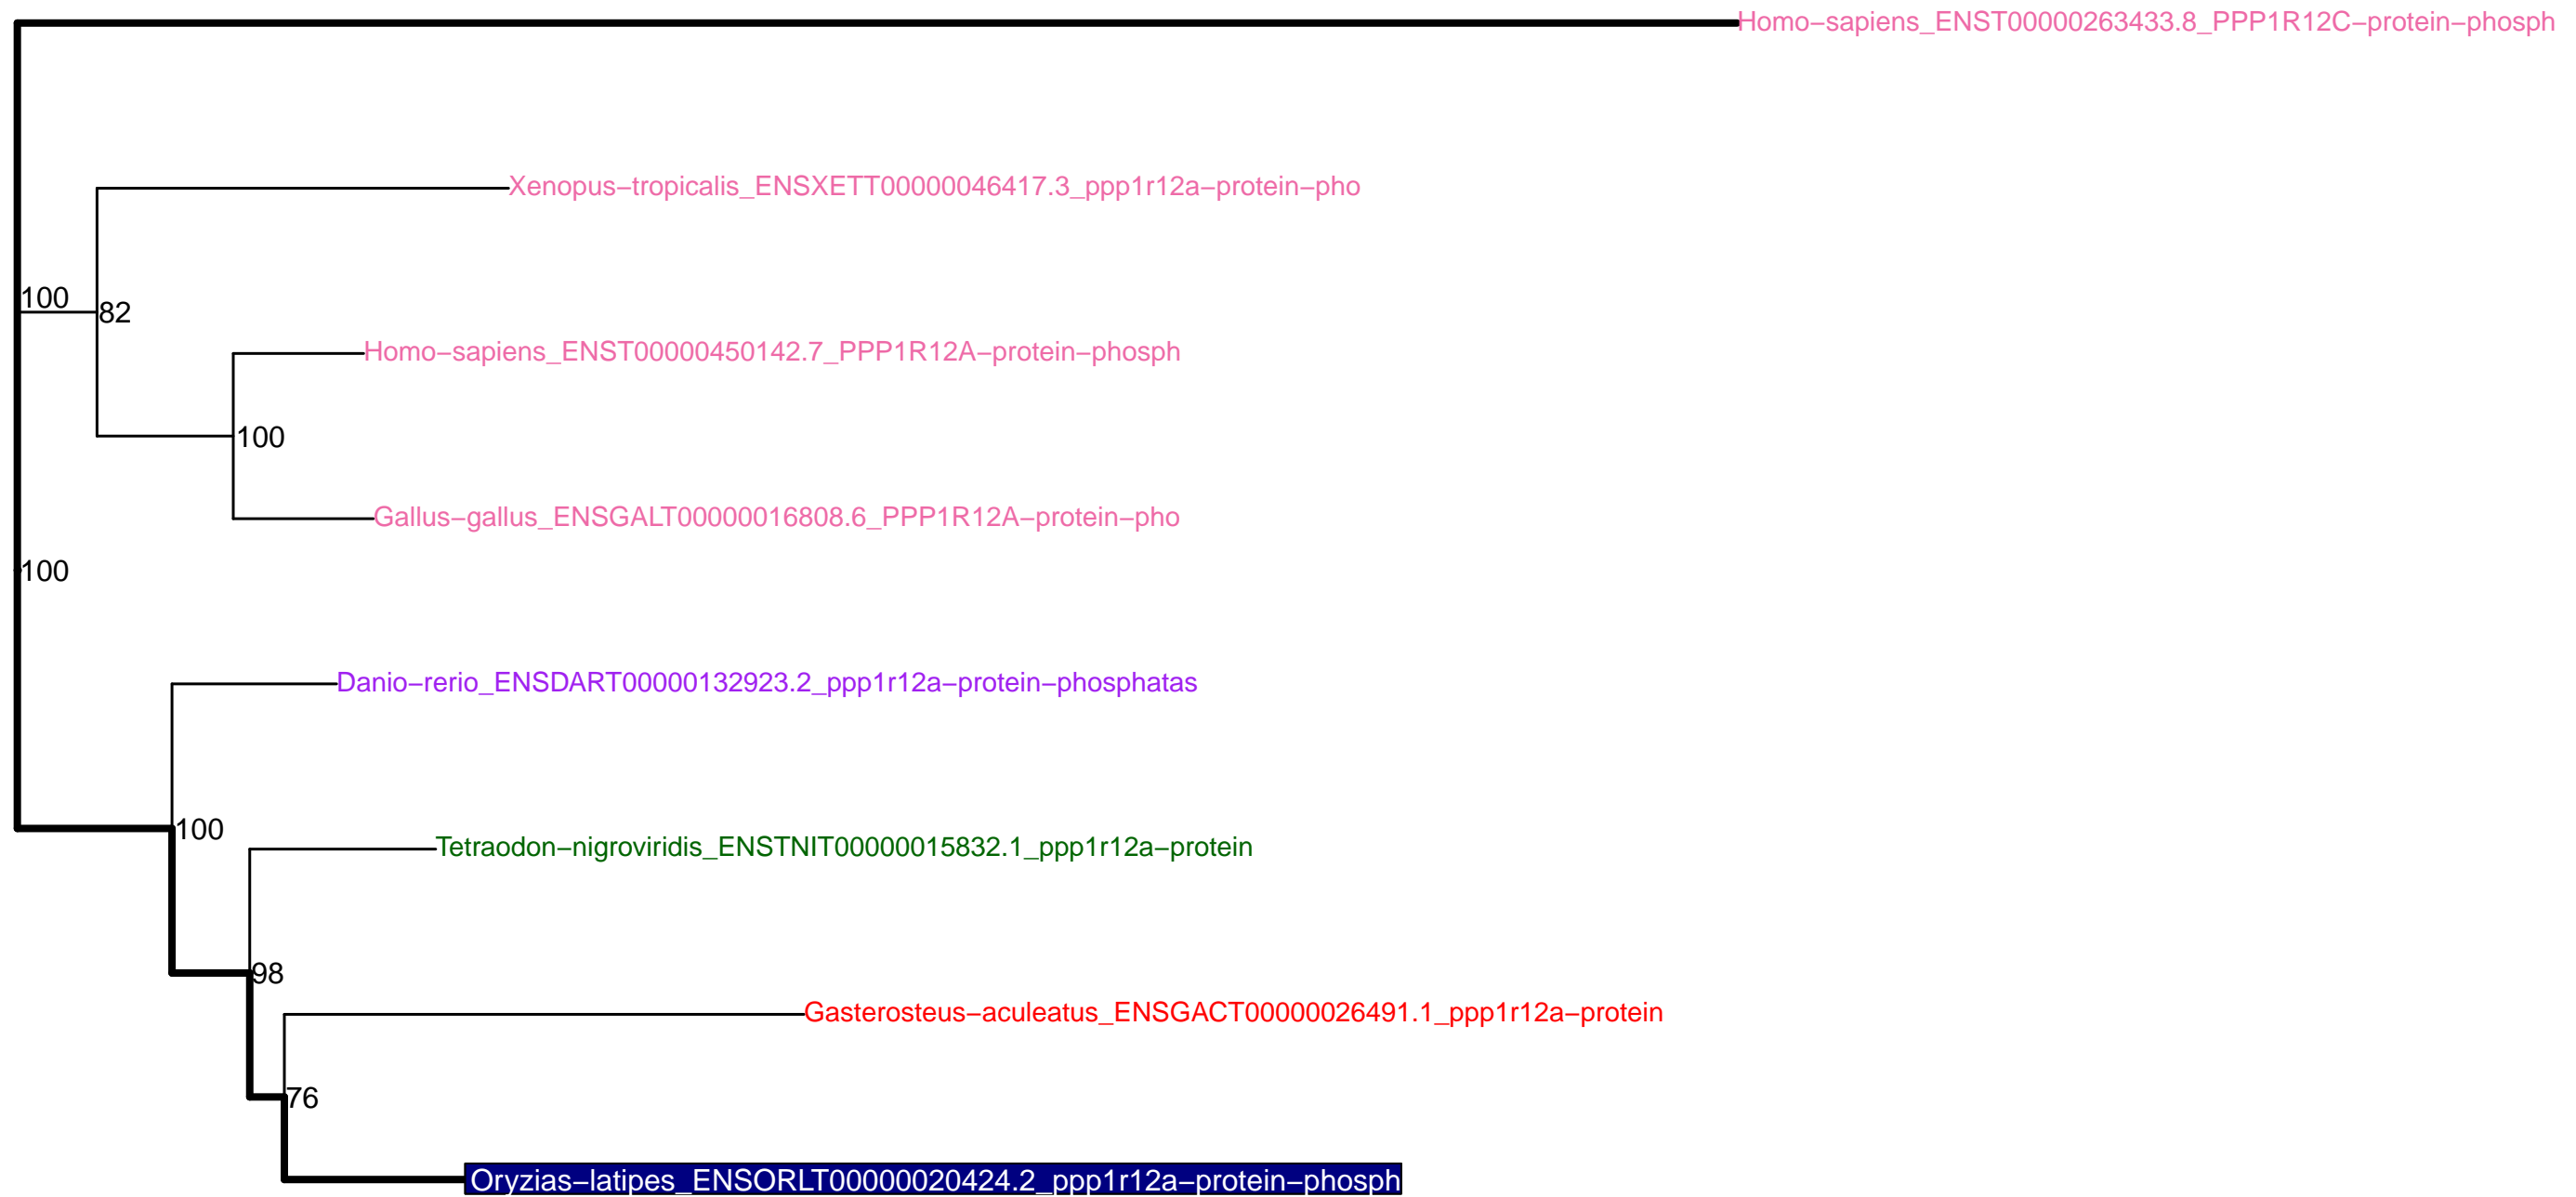 Homo−sapiens_ENST00000263433.8_PPP1R12C−protein−phosph
Xenopus−tropicalis_ENSXETT00000046417.3_ppp1r12a−protein−pho
100
82
Homo−sapiens_ENST00000450142.7_PPP1R12A−protein−phosph
100
Gallus−gallus_ENSGALT00000016808.6_PPP1R12A−protein−pho
100
Danio−rerio_ENSDART00000132923.2_ppp1r12a−protein−phosphatas
100
Tetraodon−nigroviridis_ENSTNIT00000015832.1_ppp1r12a−protein
98
Gasterosteus−aculeatus_ENSGACT00000026491.1_ppp1r12a−protein
76
Oryzias−latipes_ENSORLT00000020424.2_ppp1r12a−protein−phosph